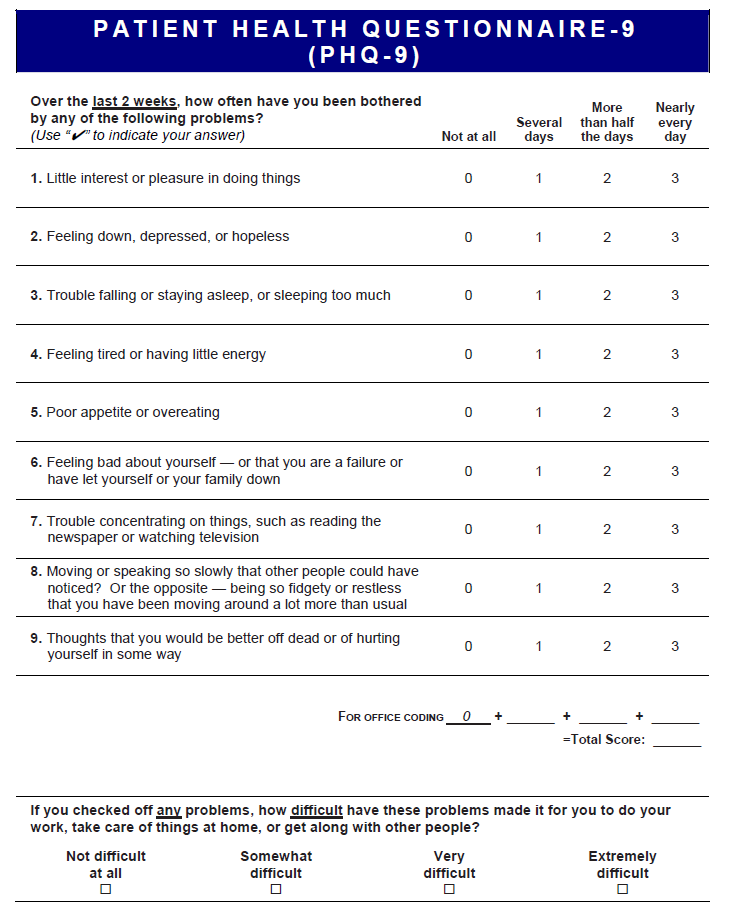 PATIENT HEALTH QUESTIONNAIRE-9
(PHQ-9)
Over the last 2 weeks, how often have you been bothered
by any of the following problems?
(Use “✔” to indicate your answer)
Not at all
Several
days
More
than half
the days
Nearly
every
day
1. Little interest or pleasure in doing things 0 1 2 3
2. Feeling down, depressed, or hopeless 0 1 2 3
3. Trouble falling or staying asleep, or sleeping too much 0 1 2 3
4. Feeling tired or having little energy 0 1 2 3
5. Poor appetite or overeating 0 1 2 3
6. Feeling bad about yourself — or that you are a failure or
have let yourself or your family down 0 1 2 3
7. Trouble concentrating on things, such as reading the
newspaper or watching television 0 1 2 3
8. Moving or speaking so slowly that other people could have
noticed? Or the opposite — being so fidgety or restless
that you have been moving around a lot more than usual 0 1 2 3
9. Thoughts that you would be better off dead or of hurting
yourself in some way 0 1 2 3
FOR OFFICE CODING 0 + ______ + ______ + ______
=Total Score: ______
If you checked off any problems, how difficult have these problems made it for you to do your
work, take care of things at home, or get along with other people?
Not difficult
at all
☐
Somewhat
difficult
☐
Very
difficult
☐
Extremely
difficult
☐